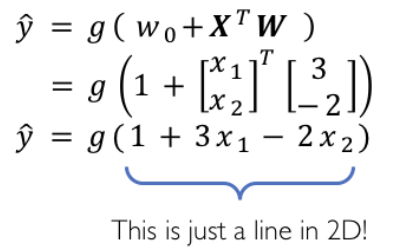 ŷ = g ( w₀ + XᵀW )
= g (1 + [x₁ x₂]ᵀ [3 −2])
ŷ = g(1 + 3x₁ − 2x₂)
This is just a line in 2D!